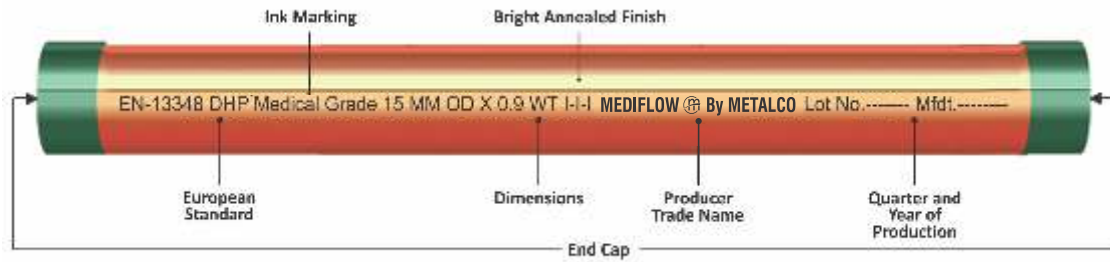 Ink Marking
Bright Annealed Finish
EN-13348 DHP Medical Grade 15 MM OD X 0.9 WT I-I-I MEDIFLOW By METALCO Lot No.------- Mfdt.---------
European
Standard
Dimensions
Producer
Trade Name
Quarter and
Year of
Production
End Cap